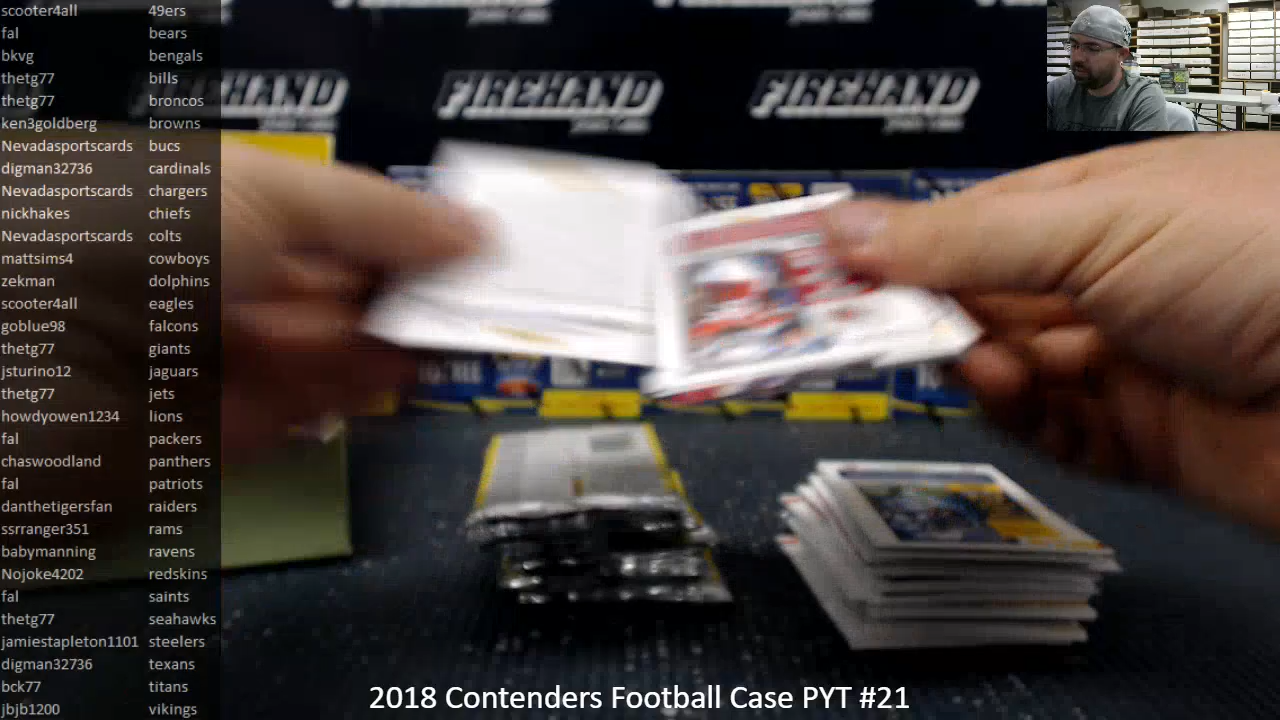 scooter4all 49ers
fal bears
bkvg bengals
thetg77 bills
thetg77 broncos
ken3goldberg browns
Nevadasportscards bucs
digman32736 cardinals
Nevadasportscards chargers
nickhakes chiefs
Nevadasportscards colts
mattsims4 cowboys
zekman dolphins
scooter4all eagles
goblue98 falcons
thetg77 giants
jsturino12 jaguars
thetg77 jets
howdyowen1234 lions
fal packers
chaswoodland panthers
fal patriots
danthetigersfan raiders
ssrranger351 rams
babymanning ravens
Nojoke4202 redskins
fal saints
thetg77 seahawks
jamiestapleton1101 steelers
digman32736 texans
bck77 titans
jbjb1200 vikings
FIREHAND FIREHAND
2018 Contenders Football Case PYT #21